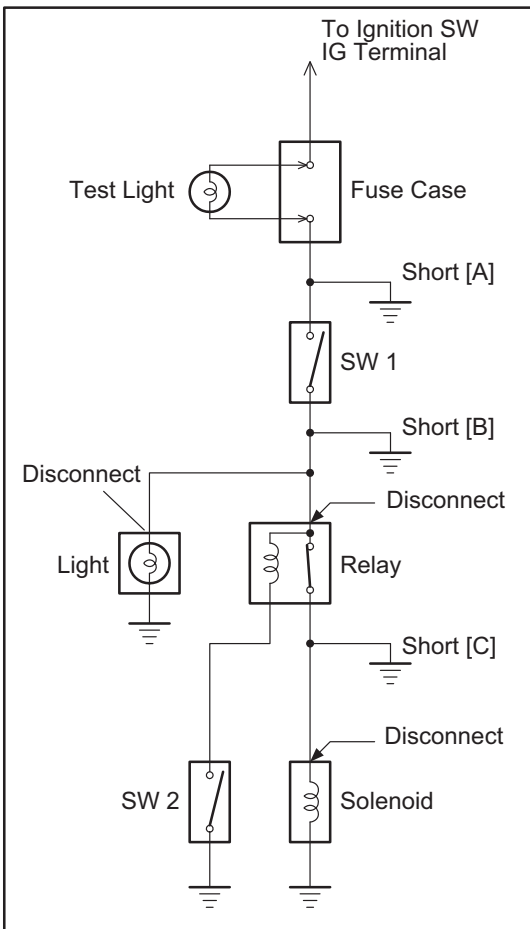 To Ignition SW
IG Terminal
Test Light
Fuse Case
Short [A]
SW 1
Short [B]
Disconnect
Disconnect
Light
Relay
Short [C]
Disconnect
SW 2
Solenoid